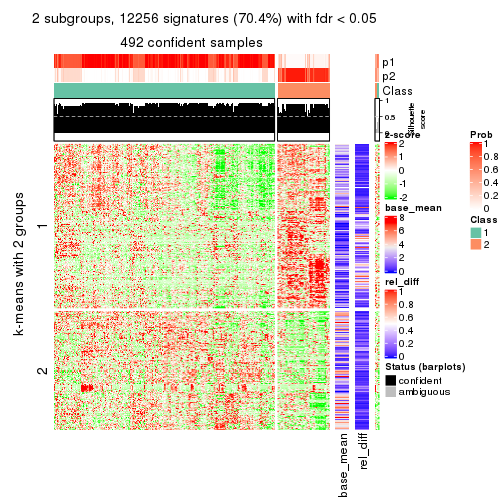 2 subgroups, 12256 signatures (70.4%) with fdr < 0.05
492 confident samples
p1
p2
Class
1
0.5
0
Silhouette
score
k-means with 2 groups
1
2
base_mean
rel_diff
z-score
2
1
0
-1
-2
base_mean
8
6
4
2
0
rel_diff
1
0.8
0.6
0.4
0.2
0
Status (barplots)
confident
ambiguous
Prob
1
0.8
0.6
0.4
0.2
0
Class
1
2